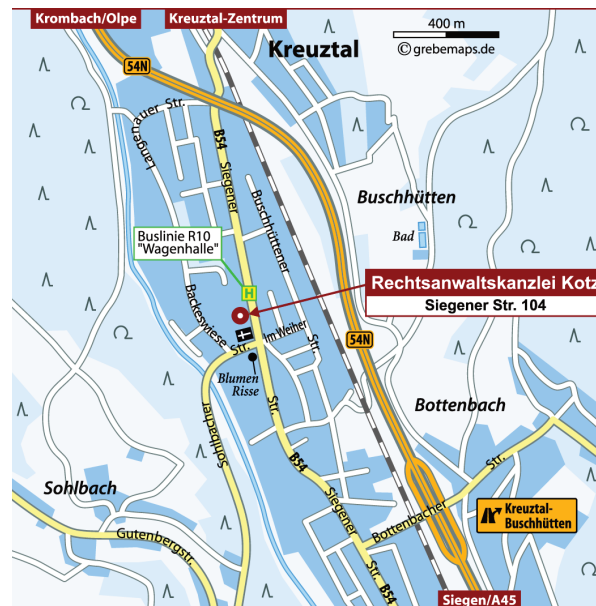 Krombach/Olpe
Kreuztal-Zentrum
400 m
Kreuztal
© grebemaps.de
54N
Langenauer Str.
B54
Siegener
Buschhüttener
Buschhütten
Bad
Buslinie R10
"Wagenhalle"
H
Rechtsanwaltskanzlei Kotz
Siegener Str. 104
Backeswiese
Str.
Im Weiher
Str.
54N
Blumen
Risse
Str.
Sohlbacher
Bottenbach
B54
Sohlbach
Siegener
Str.
Str.
Bottenbacher
Kreuztal-
Buschhütten
Gutenbergstr.
B54
Siegen/A45